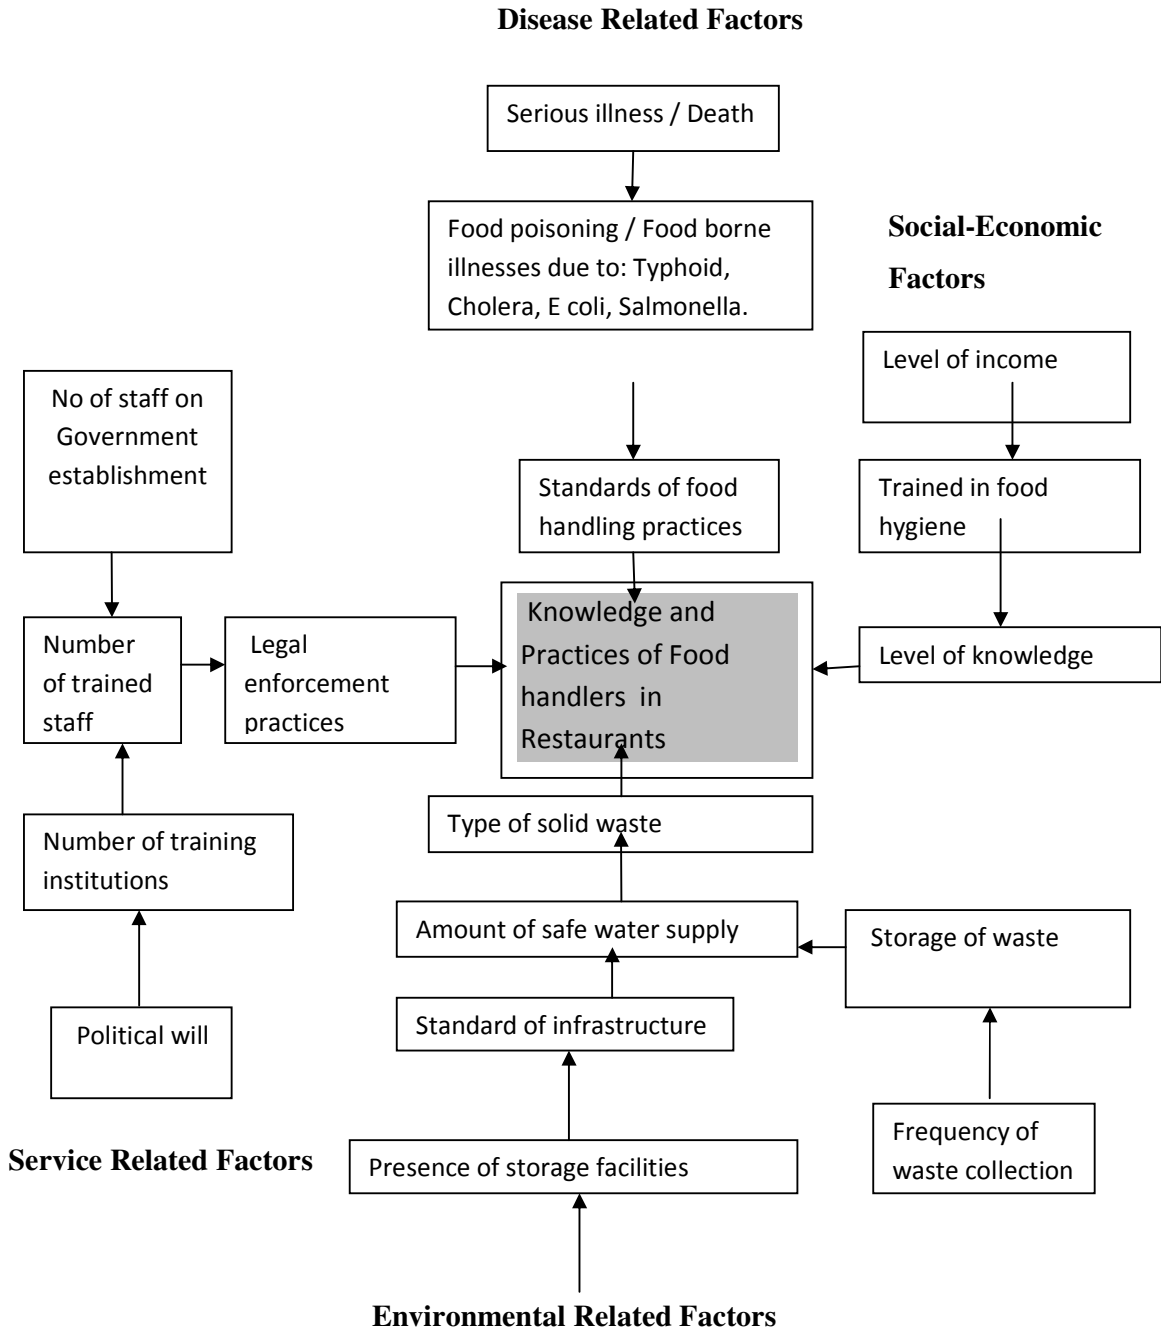 Disease Related Factors
Serious illness / Death
Food poisoning / Food borne
illnesses due to: Typhoid,
Cholera, E coli, Salmonella.
Social-Economic
Factors
Level of income
No of staff on
Government
establishment
Standards of food
handling practices
Trained in food
hygiene
Number
of trained
staff
Legal
enforcement
practices
Knowledge and
Practices of Food
handlers in
Restaurants
Level of knowledge
Type of solid waste
Number of training
institutions
Amount of safe water supply
Storage of waste
Standard of infrastructure
Political will
Frequency of
waste collection
Service Related Factors
Presence of storage facilities
Environmental Related Factors